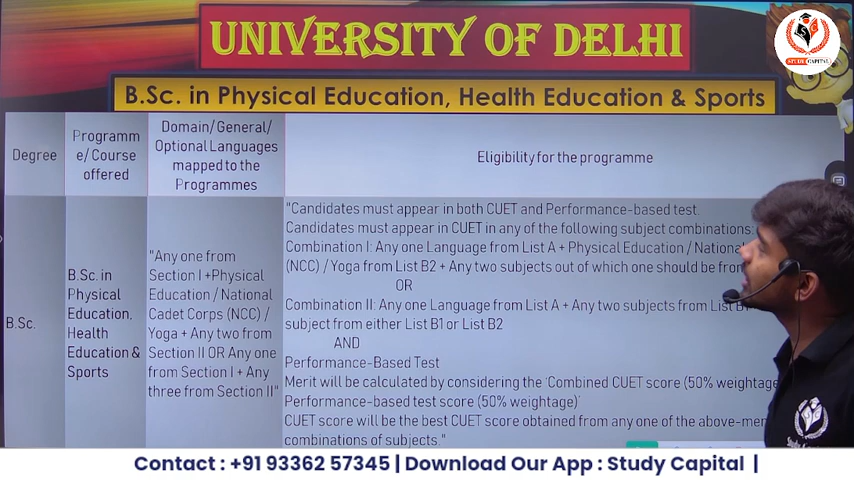 UNIVERSITY OF DELHI
STUDY CAPITAL
B.Sc. in Physical Education, Health Education & Sports
Degree
Programm
e/ Course
offered
Domain/ General/
Optional Languages
mapped to the
Programmes
Eligibility for the programme
B.Sc.
B.Sc. in
Physical
Education,
Health
Education &
Sports
"Any one from
Section I +Physical
Education / National
Cadet Corps (NCC) /
Yoga + Any two from
Section II OR Any one
from Section I + Any
three from Section II"
"Candidates must appear in both CUET and Performance-based test.
Candidates must appear in CUET in any of the following subject combinations:
Combination I: Any one Language from List A + Physical Education / National
(NCC) / Yoga from List B2 + Any two subjects out of which one should be from
OR
Combination II: Any one Language from List A + Any two subjects from List B1
subject from either List B1 or List B2
AND
Performance-Based Test
Merit will be calculated by considering the 'Combined CUET score (50% weightage
Performance-based test score (50% weightage)'
CUET score will be the best CUET score obtained from any one of the above-men
combinations of subjects."
Contact : +91 93362 57345 | Download Our App : Study Capital |